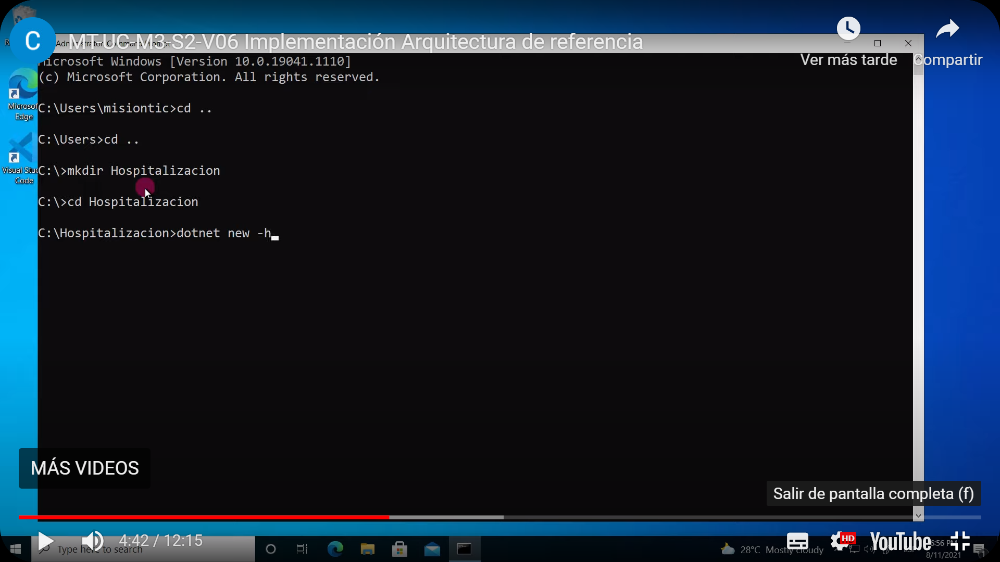 C
MT-UC-M3-S2-V06 Implementación Arquitectura de referencia
Administrator: Command Prompt
Ver más tarde
Compartir
Microsoft Windows [Version 10.0.19041.1110]
(c) Microsoft Corporation. All rights reserved.
C:\Users\misiontic>cd ..
C:\Users>cd ..
C:\>mkdir Hospitalizacion
C:\>cd Hospitalizacion
C:\Hospitalizacion>dotnet new -h
Microsof
Edge
Visual Stud
Code
MÁS VIDEOS
Salir de pantalla completa (f)
4:42 / 12:15
HD
YouTube
Type here to search
28°C Mostly cloudy
6:56 PM
8/11/2021
1